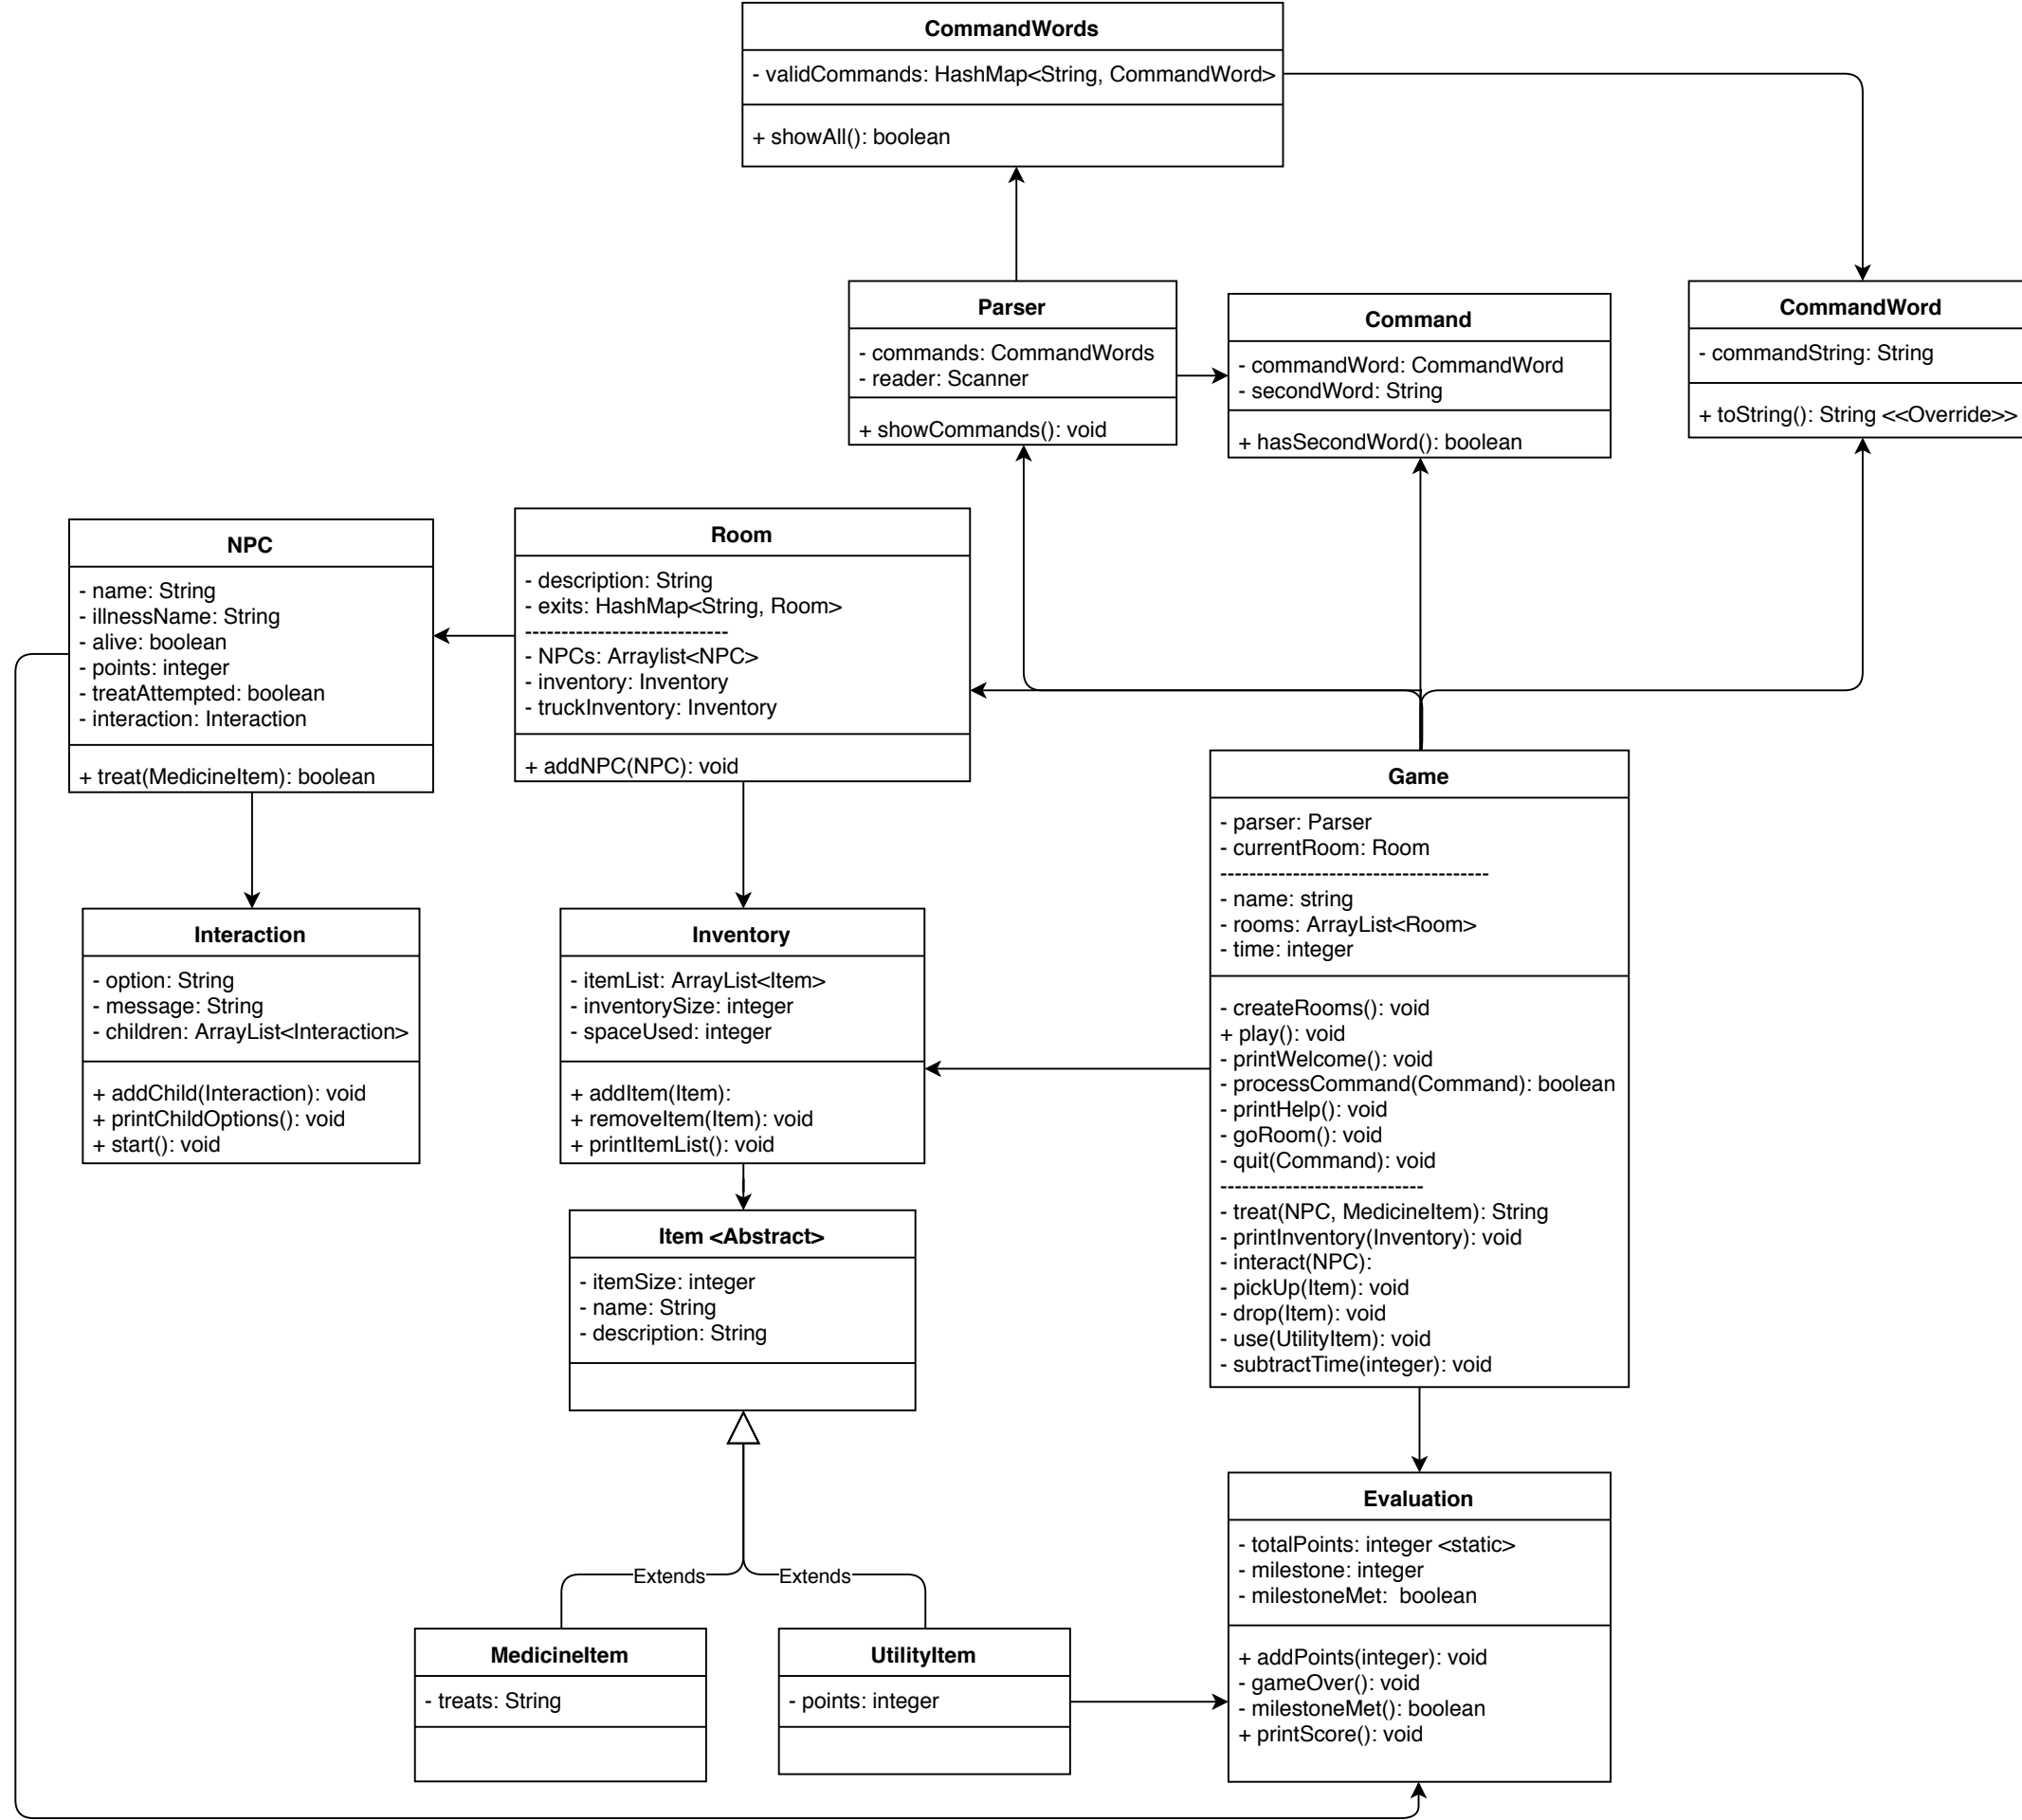 CommandWords
- validCommands: HashMap<String, CommandWord>
+ showAll(): boolean
Parser
- commands: CommandWords
- reader: Scanner
+ showCommands(): void
Command
- commandWord: CommandWord
- secondWord: String
+ hasSecondWord(): boolean
CommandWord
- commandString: String
+ toString(): String <<Override>>
NPC
- name: String
- illnessName: String
- alive: boolean
- points: integer
- treatAttempted: boolean
- interaction: Interaction
+ treat(MedicineItem): boolean
Room
- description: String
- exits: HashMap<String, Room>
----------------------------
- NPCs: Arraylist<NPC>
- inventory: Inventory
- truckInventory: Inventory
+ addNPC(NPC): void
Game
- parser: Parser
- currentRoom: Room
-------------------------------------
- name: string
- rooms: ArrayList<Room>
- time: integer
- createRooms(): void
+ play(): void
- printWelcome(): void
- processCommand(Command): boolean
- printHelp(): void
- goRoom(): void
- quit(Command): void
----------------------------
- treat(NPC, MedicineItem): String
- printInventory(Inventory): void
- interact(NPC):
- pickUp(Item): void
- drop(Item): void
- use(UtilityItem): void
- subtractTime(integer): void
Interaction
- option: String
- message: String
- children: ArrayList<Interaction>
+ addChild(Interaction): void
+ printChildOptions(): void
+ start(): void
Inventory
- itemList: ArrayList<Item>
- inventorySize: integer
- spaceUsed: integer
+ addItem(Item):
+ removeItem(Item): void
+ printItemList(): void
Item <Abstract>
- itemSize: integer
- name: String
- description: String
Extends
Extends
MedicineItem
- treats: String
UtilityItem
- points: integer
Evaluation
- totalPoints: integer <static>
- milestone: integer
- milestoneMet:  boolean
+ addPoints(integer): void
- gameOver(): void
- milestoneMet(): boolean
+ printScore(): void